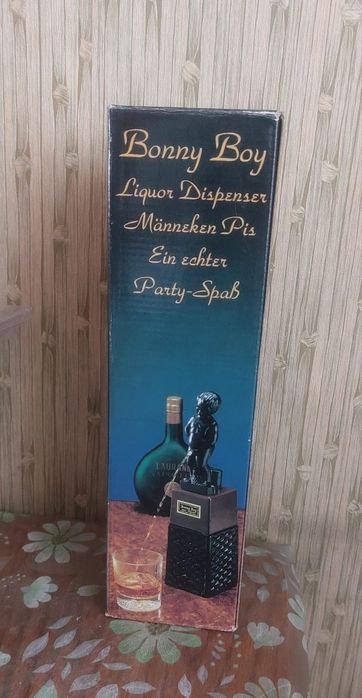 Bonny Boy
Liquor Dispenser
Männeken Pis
Ein echter
Party-Spaß